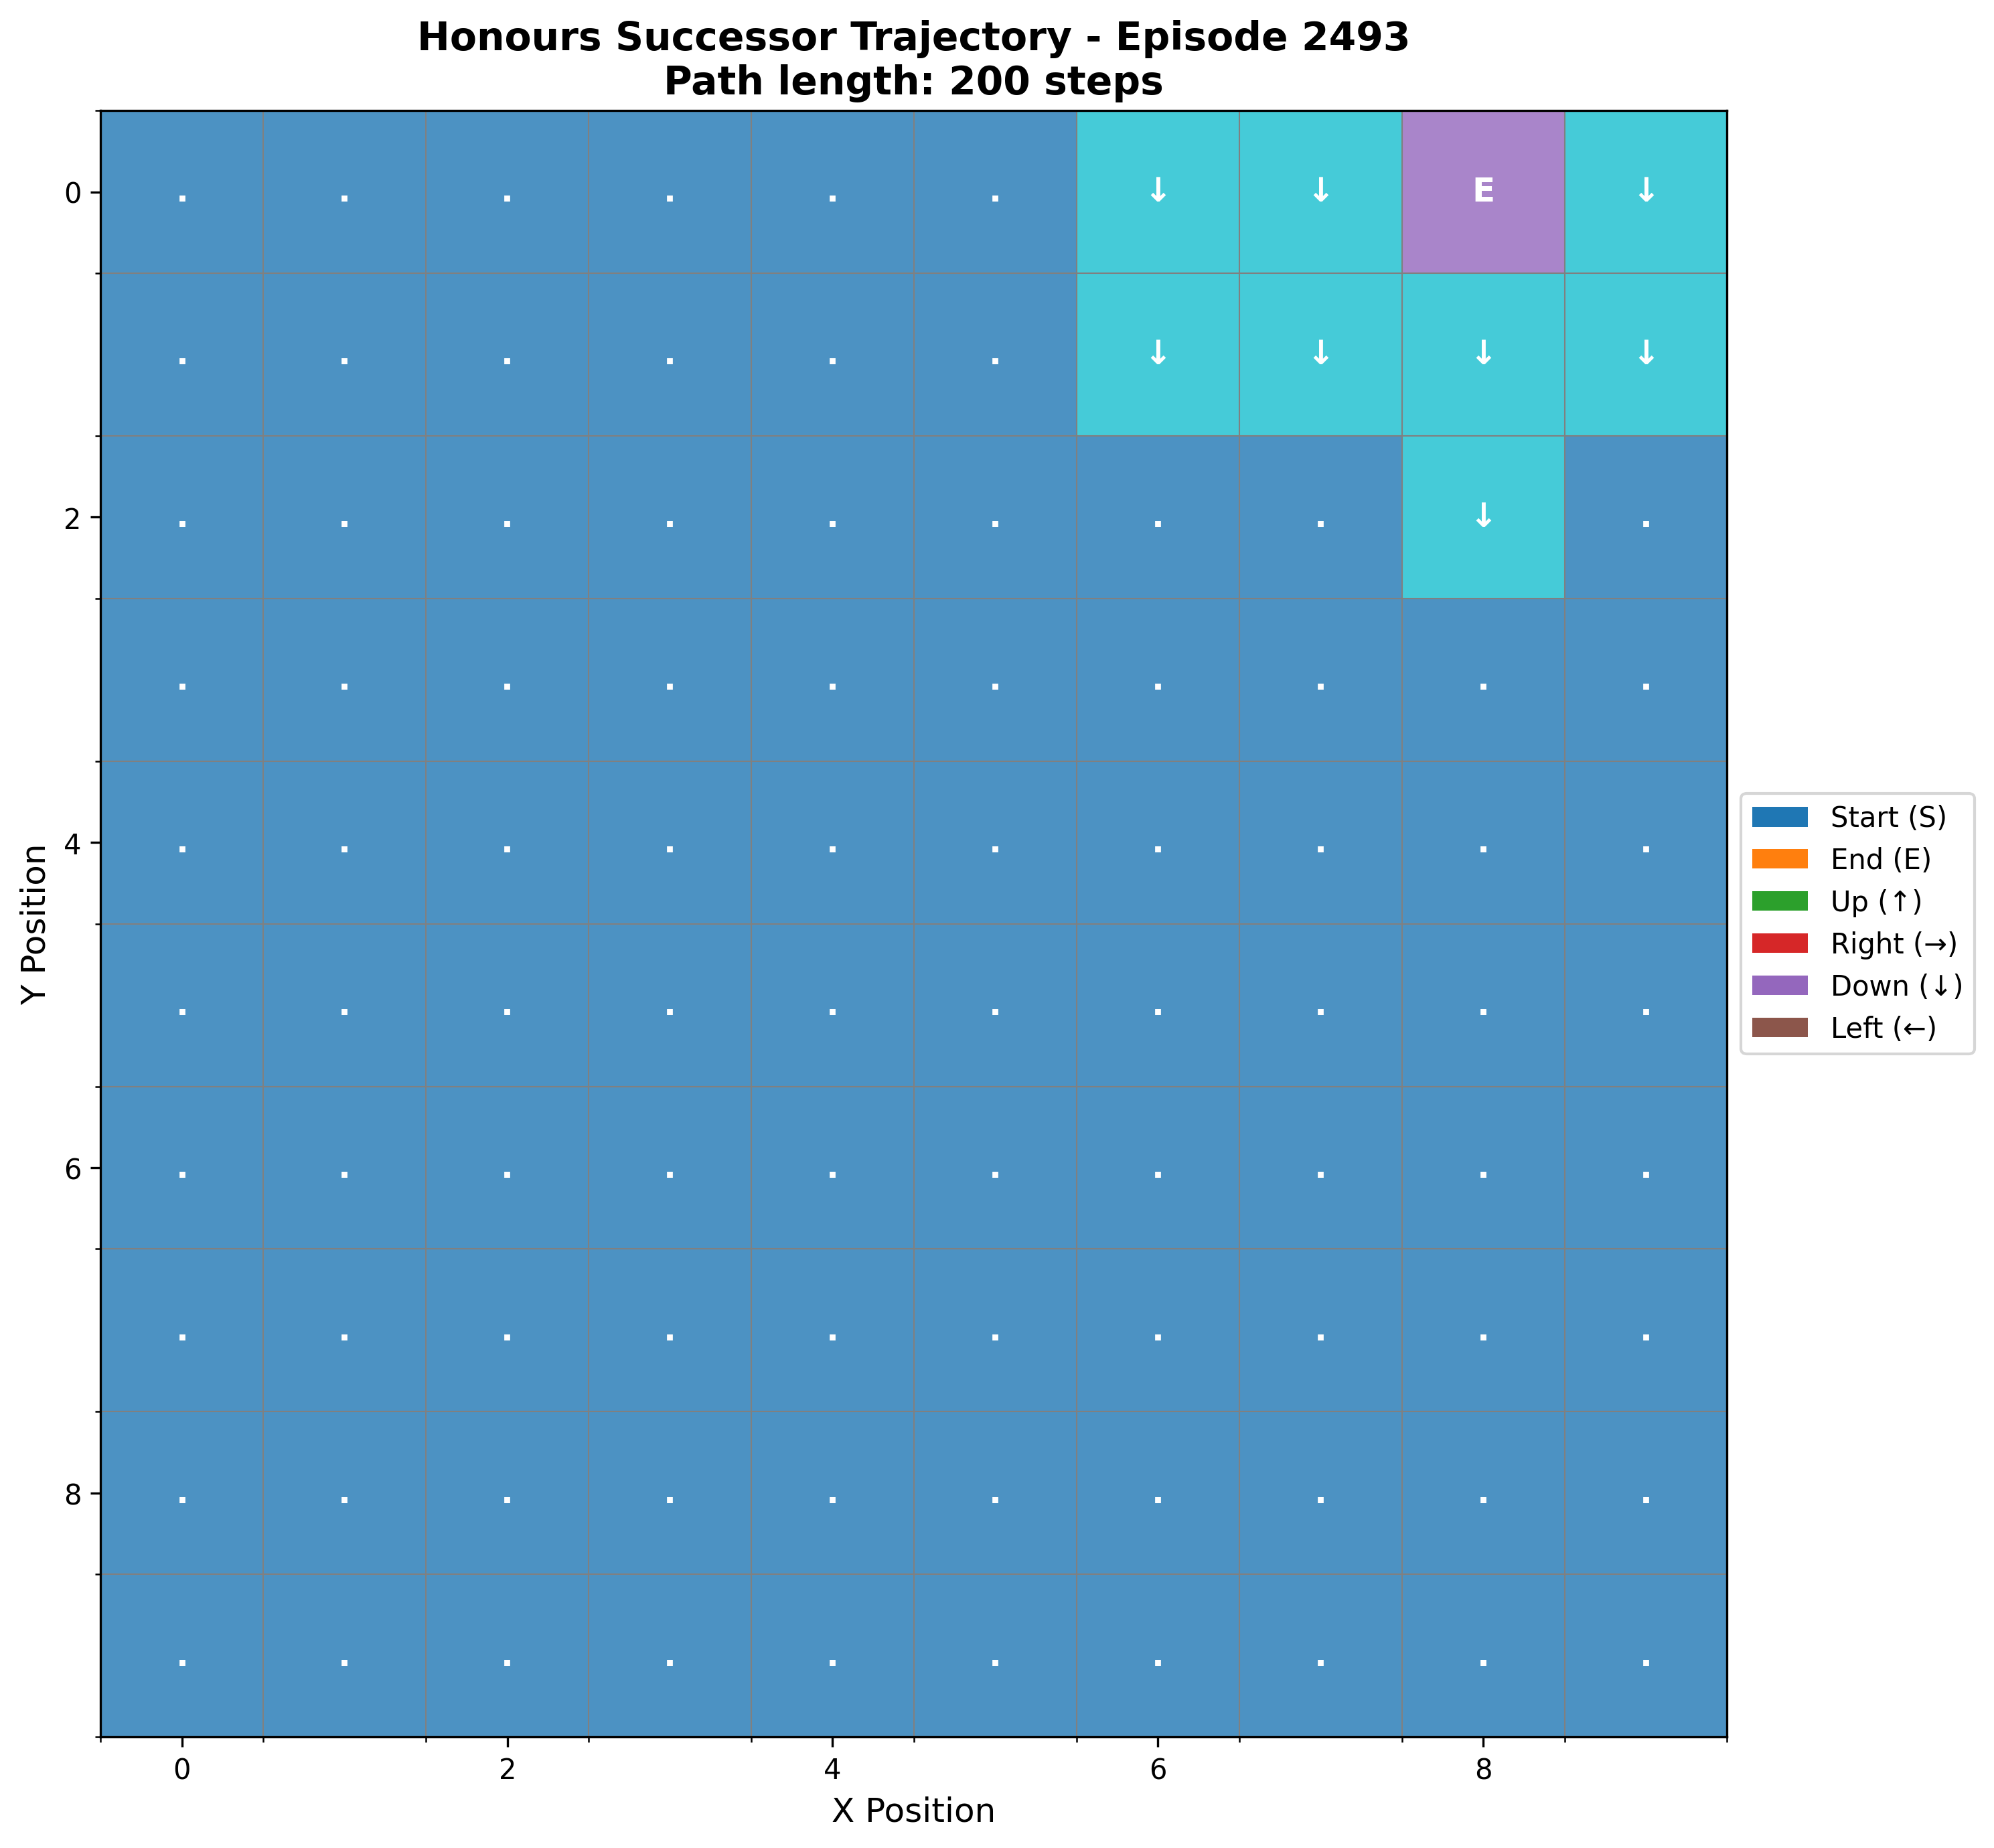 Honours Successor Trajectory - Episode 2493
Path length: 200 steps
0 · · · · · · ↓ ↓ E ↓
· · · · · · ↓ ↓ ↓ ↓
2 · · · · · · · · ↓ ·
· · · · · · · · · ·
4 · · · · · · · · · ·
· · · · · · · · · ·
6 · · · · · · · · · ·
· · · · · · · · · ·
8 · · · · · · · · · ·
· · · · · · · · · ·
0 2 4 6 8
X Position
Y Position
Start (S)
End (E)
Up (↑)
Right (→)
Down (↓)
Left (←)